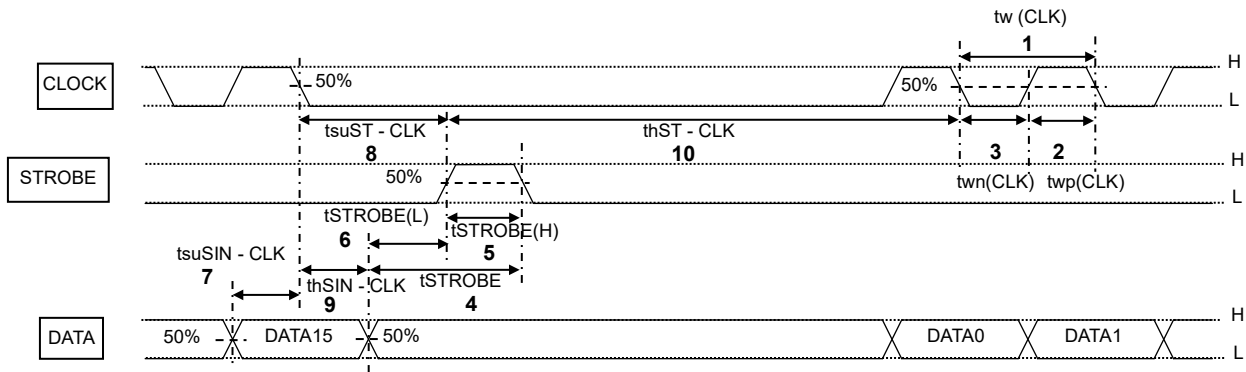 tw (CLK)
1
CLOCK
50%
50%
H
L
tsuST - CLK
8
thST - CLK
10
3
2
twn(CLK)
twp(CLK)
STROBE
50%
H
L
tSTROBE(L)
6
tSTROBE(H)
5
tsuSIN - CLK
7
thSIN - CLK
9
tSTROBE
4
DATA
50%
DATA15
50%
DATA0
DATA1
H
L